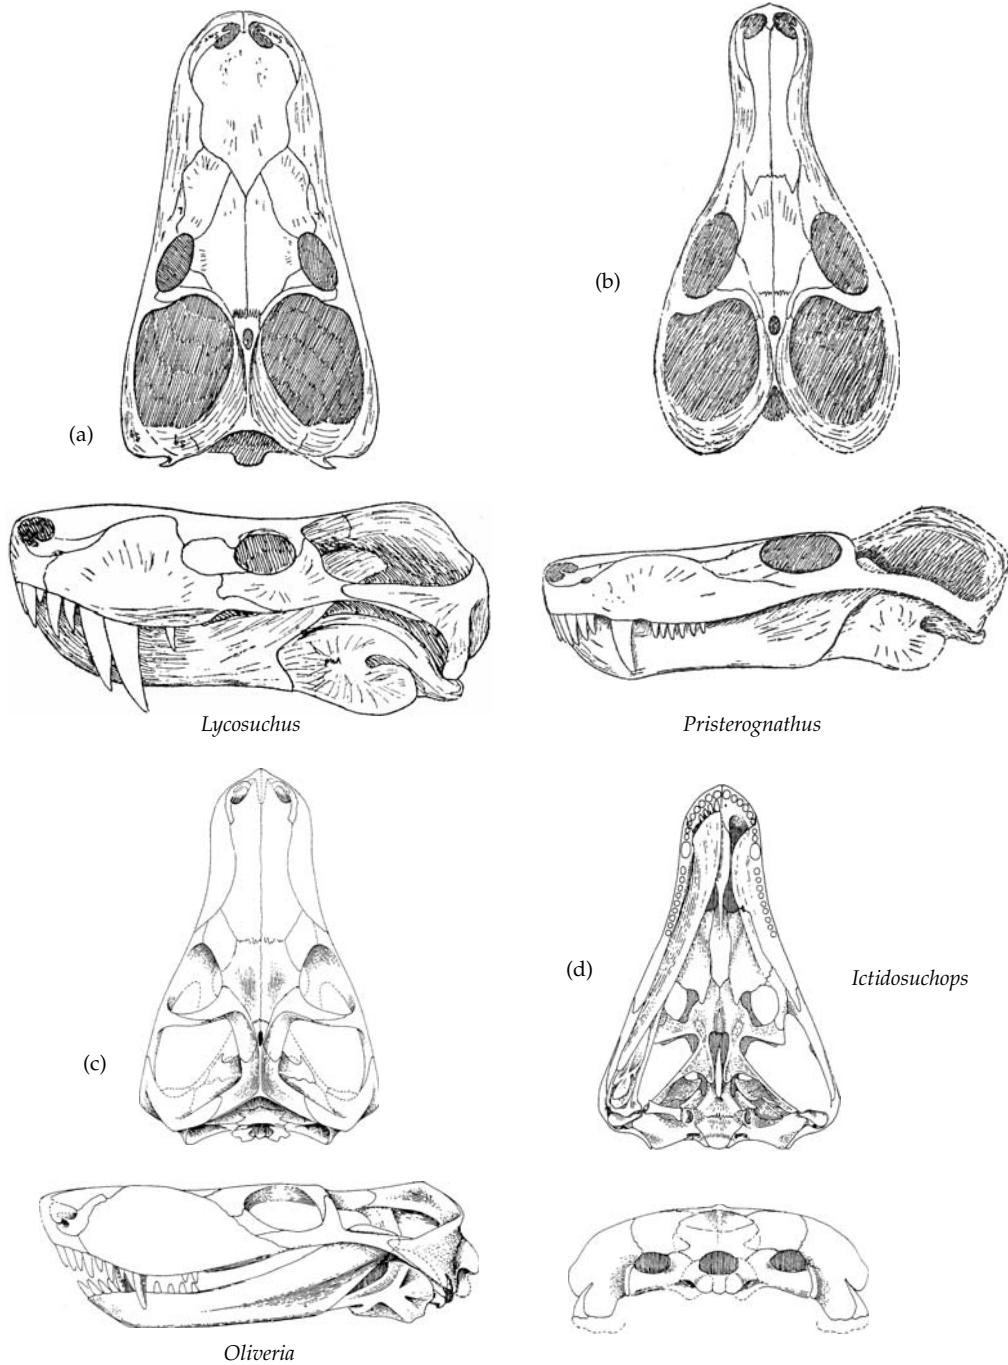 (a)
(b)
Lycosuchus
Pristerognathus
(c)
(d)
Ictidosuchops
Oliveria